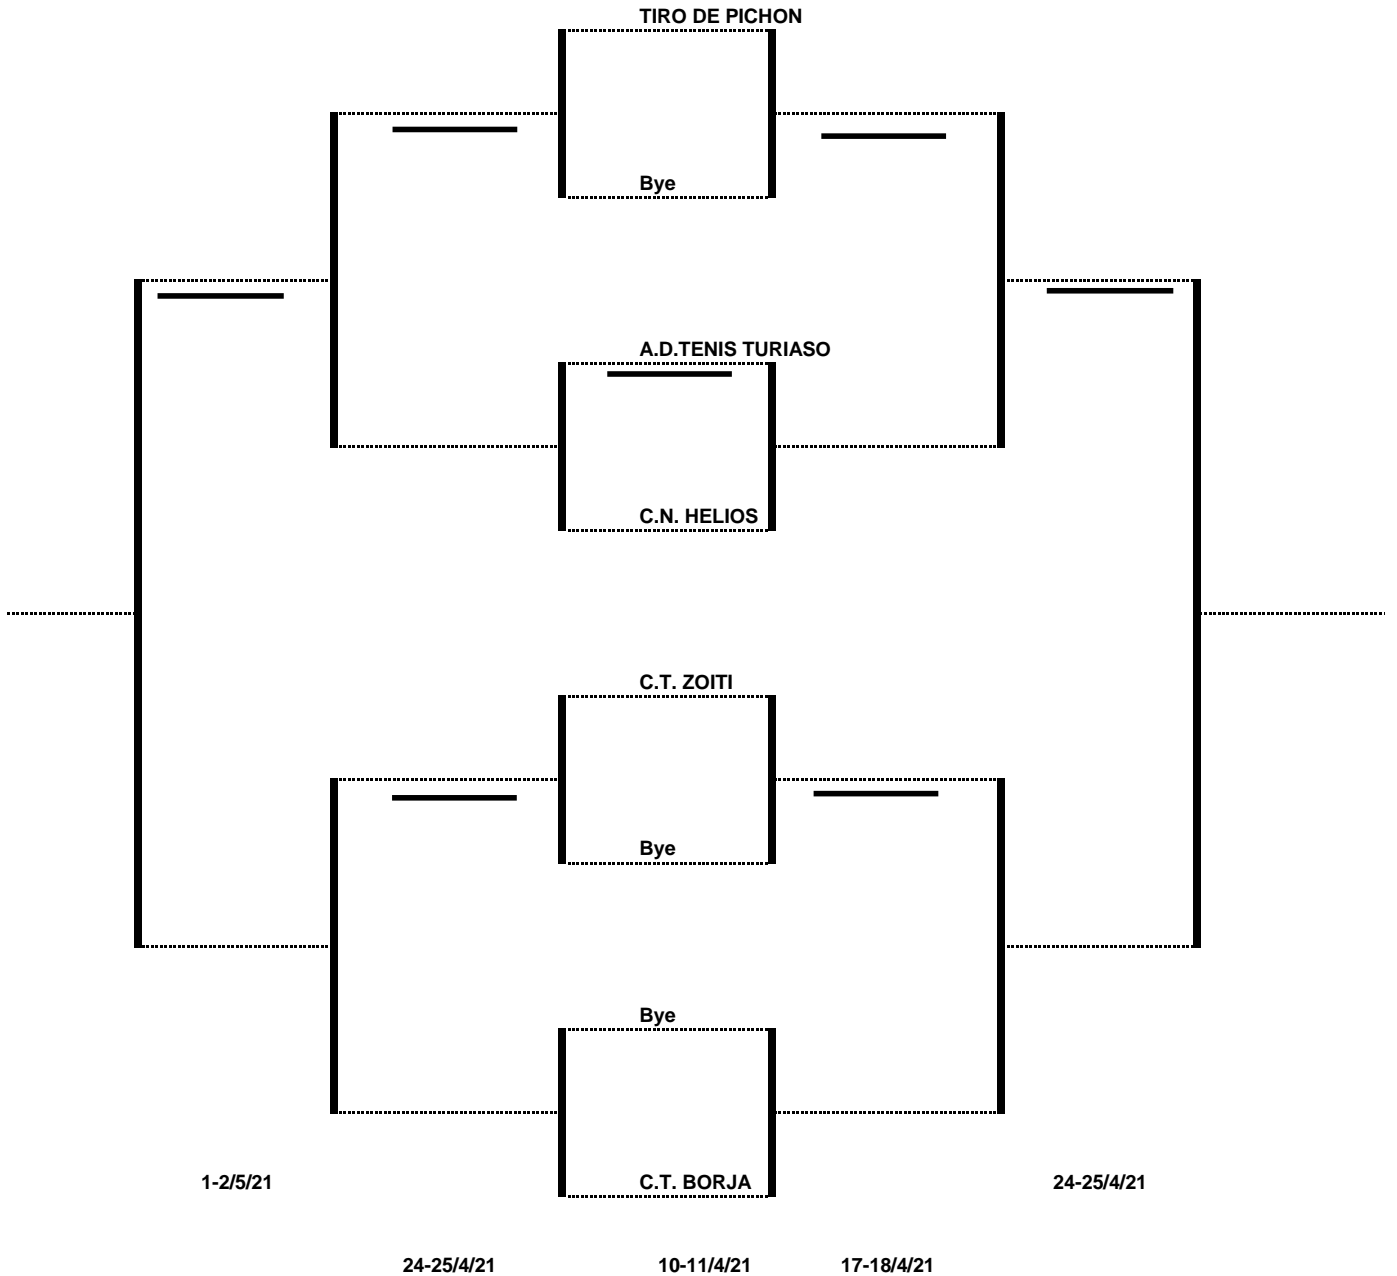 TIRO DE PICHON
Bye
A.D.TENIS TURIASO
C.N. HELIOS
C.T. ZOITI
Bye
Bye
1-2/5/21 C.T. BORJA 24-25/4/21
24-25/4/21 10-11/4/21 17-18/4/21